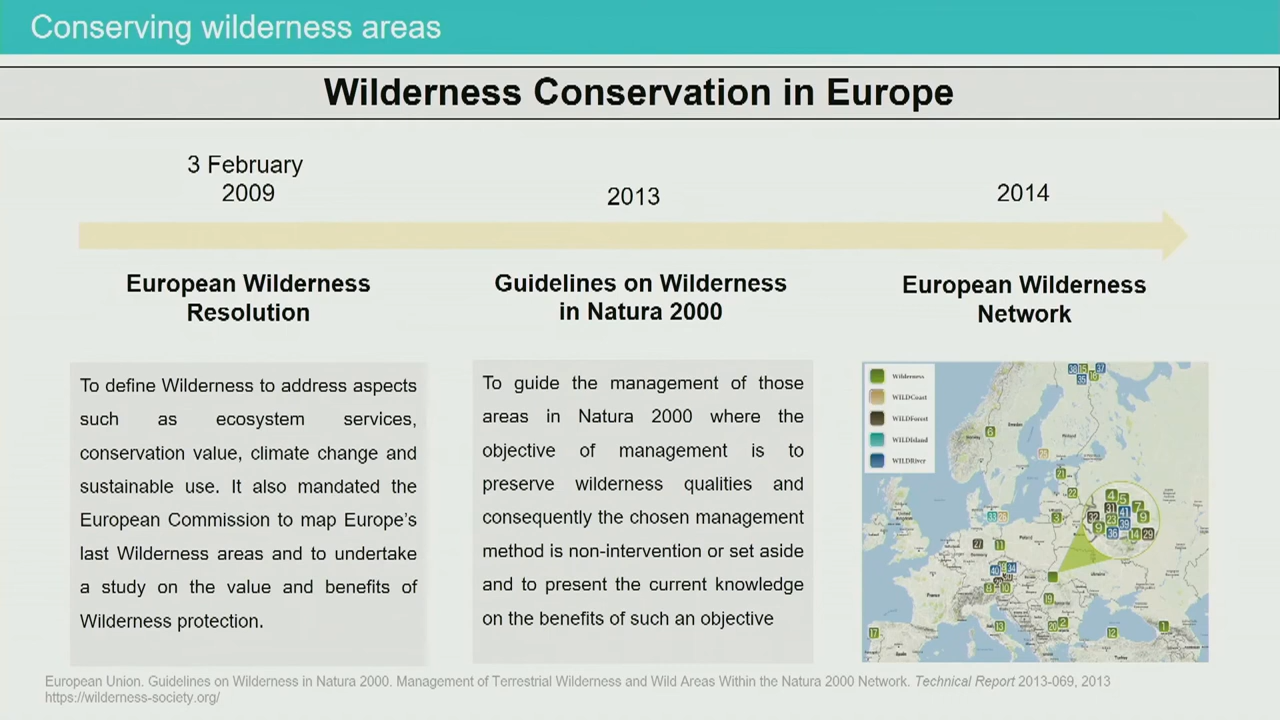 Conserving wilderness areas
Wilderness Conservation in Europe
3 February
2009
2013
2014
European Wilderness
Resolution
Guidelines on Wilderness
in Natura 2000
European Wilderness
Network
To define Wilderness to address aspects
such as ecosystem services,
conservation value, climate change and
sustainable use. It also mandated the
European Commission to map Europe's
last Wilderness areas and to undertake
a study on the value and benefits of
Wilderness protection.
To guide the management of those
areas in Natura 2000 where the
objective of management is to
preserve wilderness qualities and
consequently the chosen management
method is non-intervention or set aside
and to present the current knowledge
on the benefits of such an objective
Wilderness
WILDCoast
WILDForest
WILDIsland
WILDRiver
European Union. Guidelines on Wilderness in Natura 2000. Management of Terrestrial Wilderness and Wild Areas Within the Natura 2000 Network. Technical Report 2013-069, 2013
https://wilderness-society.org/